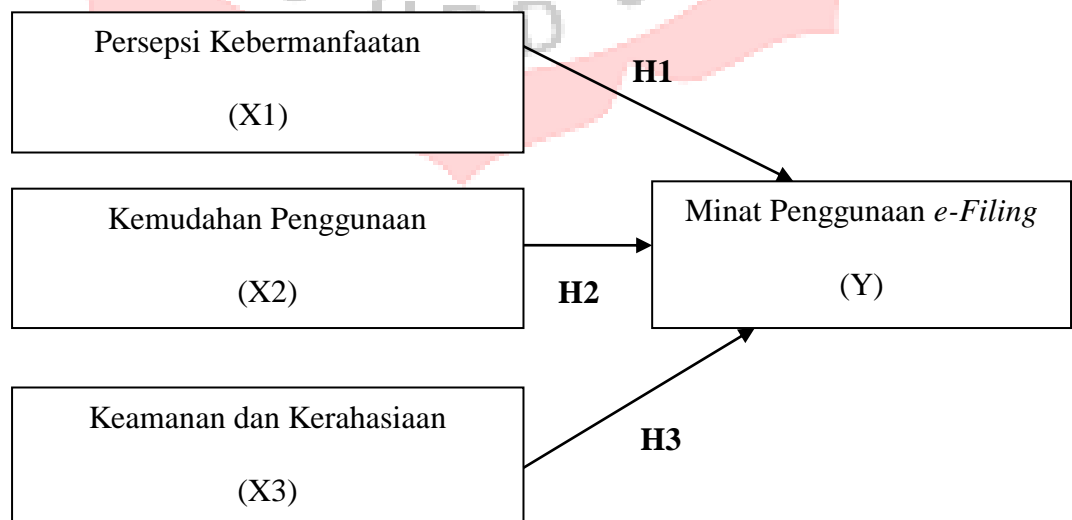 Persepsi Kebermanfaatan
(X1)
H1
Kemudahan Penggunaan
(X2)
H2
Minat Penggunaan e-Filing
(Y)
Keamanan dan Kerahasiaan
(X3)
H3